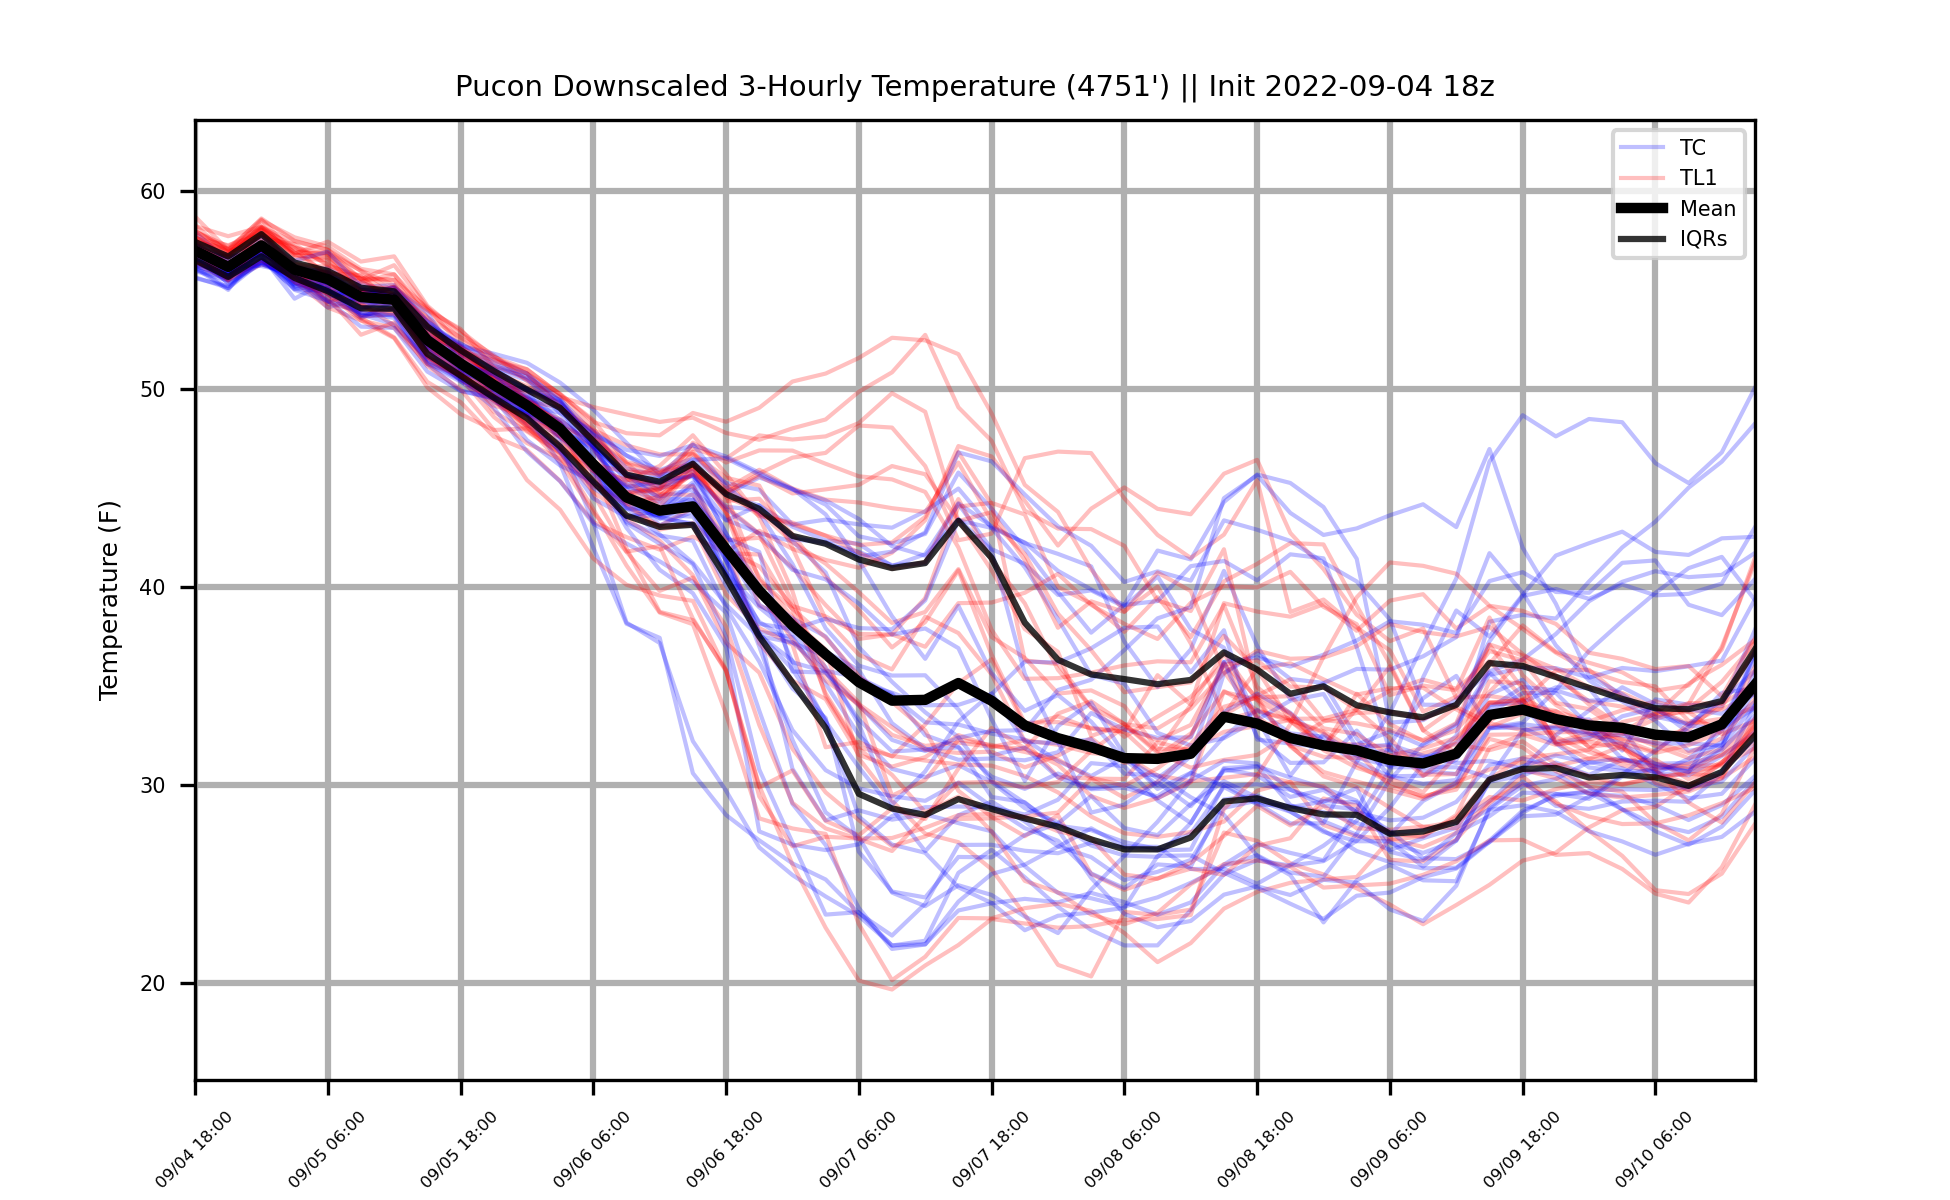 Pucon Downscaled 3-Hourly Temperature (4751') || Init 2022-09-04 18z
TC
TL1
Mean
IQRs
Temperature (F)
60
50
40
30
20
09/04 18:00
09/05 06:00
09/05 18:00
09/06 06:00
09/06 18:00
09/07 06:00
09/07 18:00
09/08 06:00
09/08 18:00
09/09 06:00
09/09 18:00
09/10 06:00